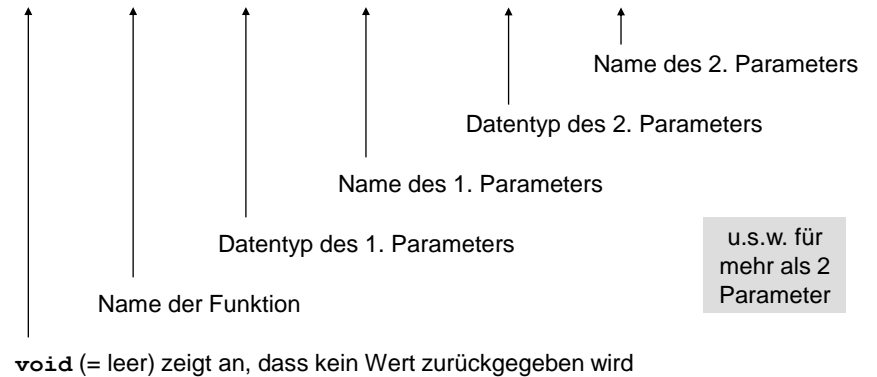 Name des 2. Parameters
Datentyp des 2. Parameters
Name des 1. Parameters
Datentyp des 1. Parameters
u.s.w. für
mehr als 2
Parameter
Name der Funktion
void (= leer) zeigt an, dass kein Wert zurückgegeben wird